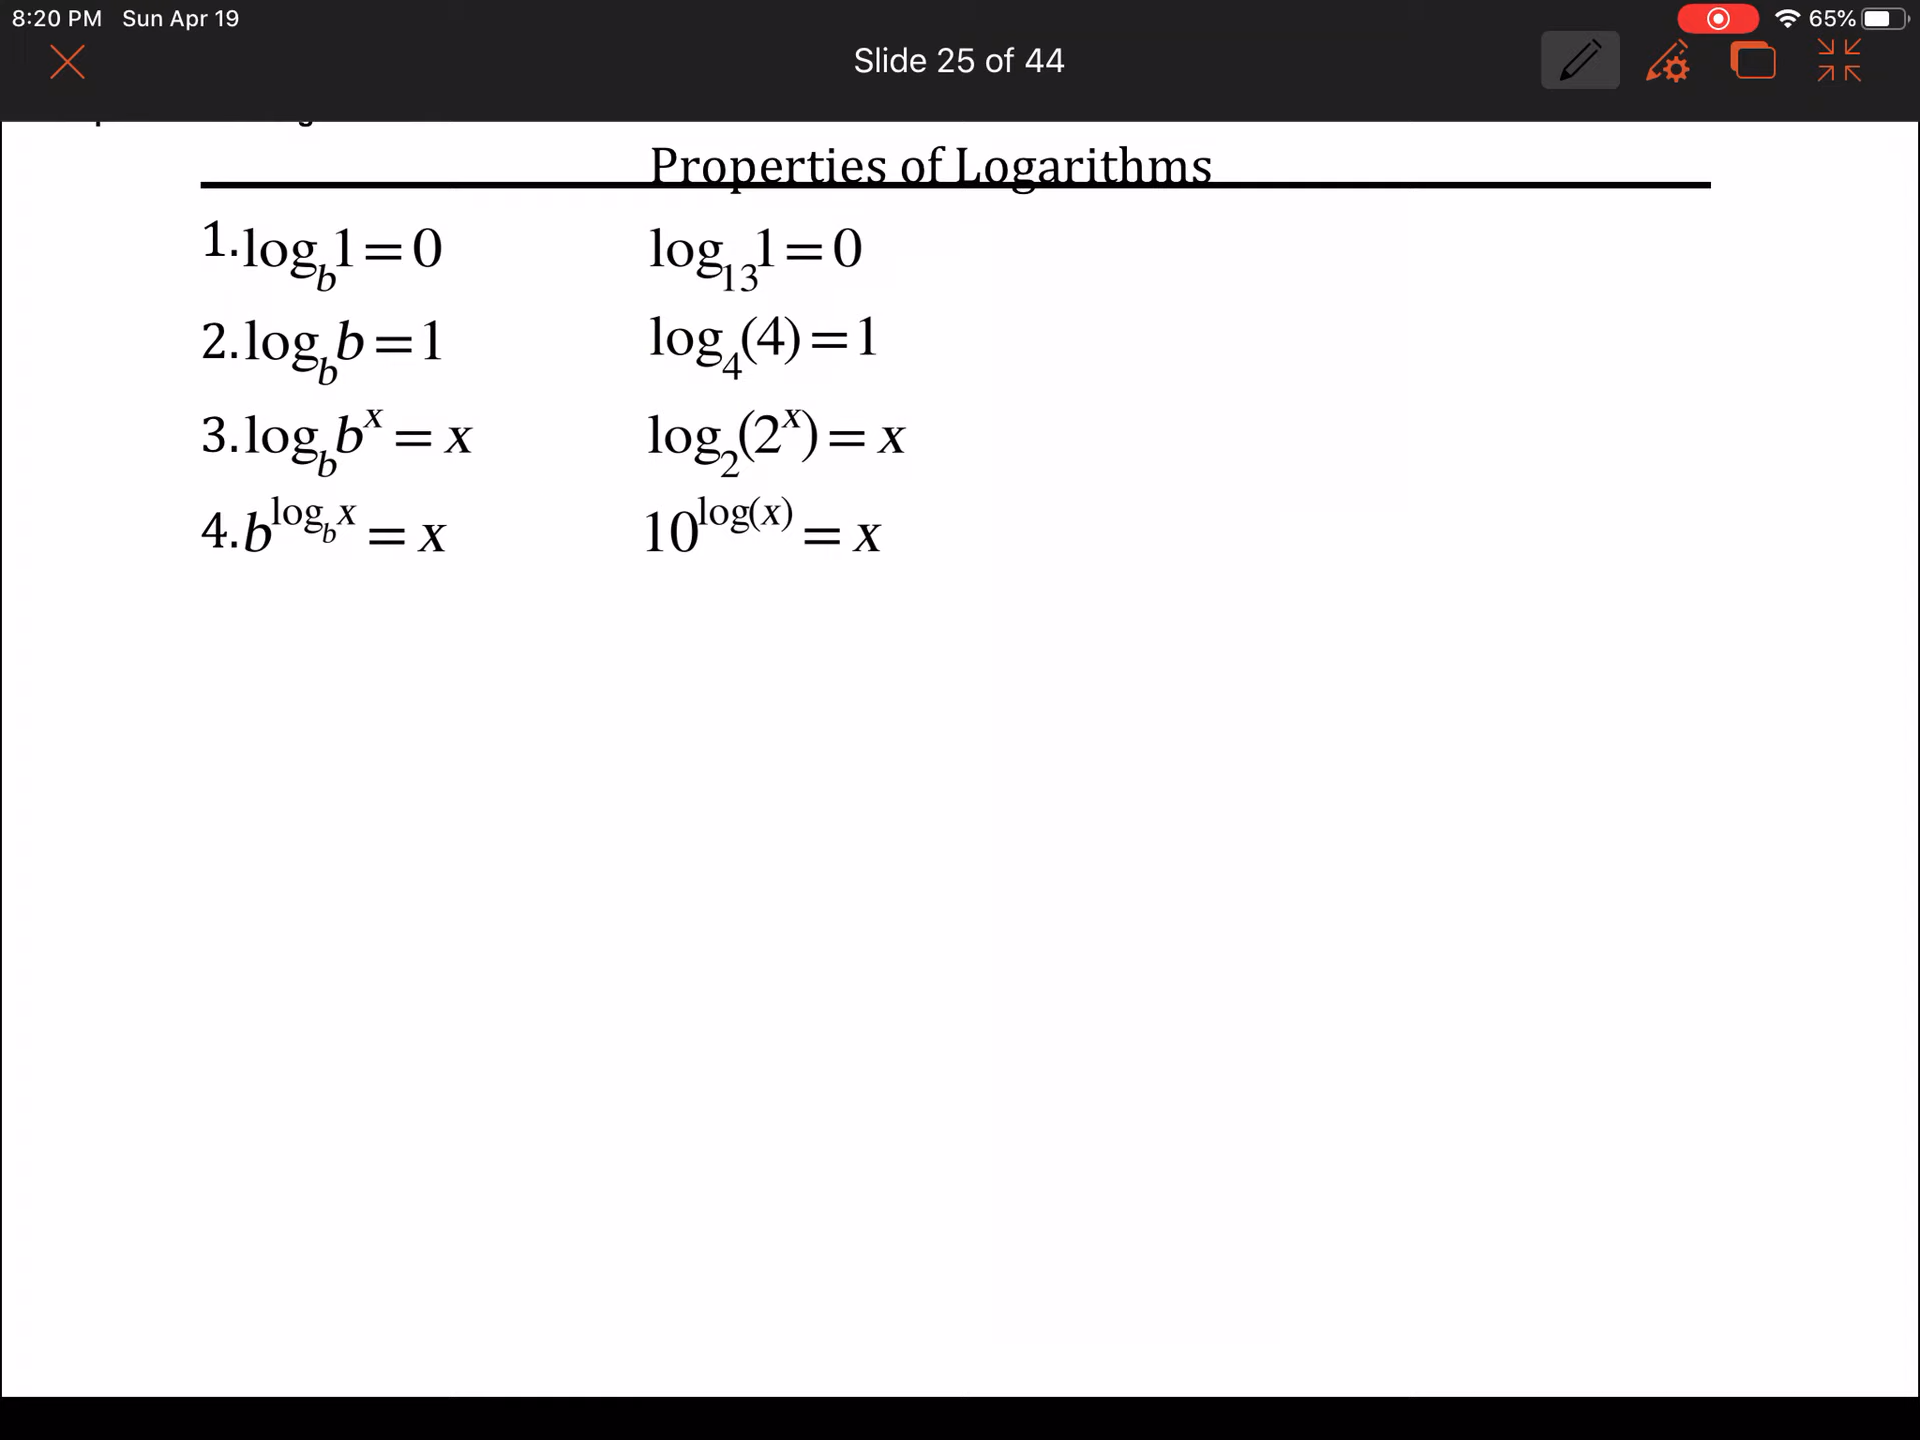 8:20 PM Sun Apr 19 65%
Slide 25 of 44
Properties of Logarithms
1. log_b 1 = 0 log_13 1 = 0
2. log_b b = 1 log_4 (4) = 1
3. log_b b^x = x log_2 (2^x) = x
4. b^(log_b x) = x 10^(log(x)) = x